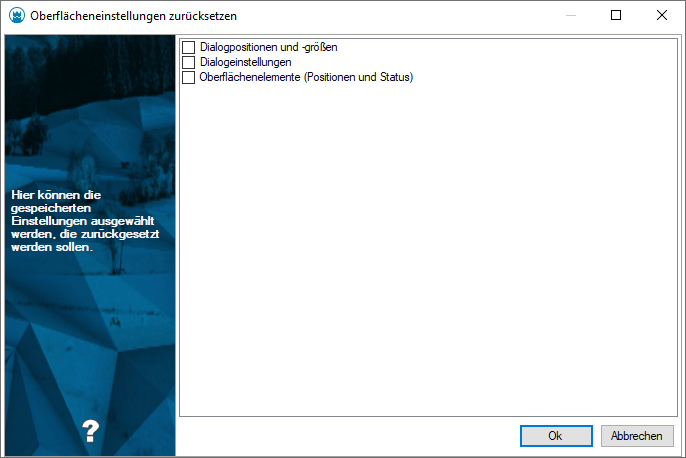 Oberflächeneinstellungen zurücksetzen
Dialogpositionen und -größen
Dialogeinstellungen
Oberflächenelemente (Positionen und Status)
Hier können die
gespeicherten
Einstellungen ausgewählt
werden, die zurückgesetzt
werden sollen.
?
Ok
Abbrechen